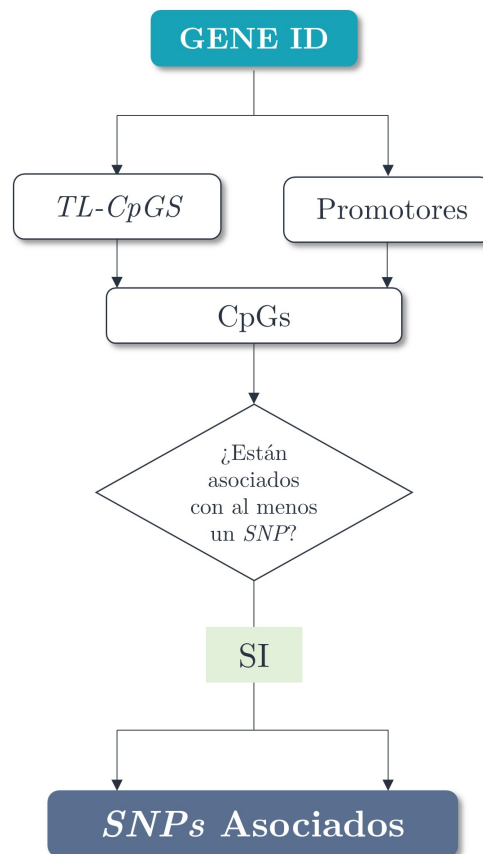 GENE ID
TL-CpGS
Promotores
CpGs
¿Están
asociados
con al menos
un SNP?
SI
SNPs Asociados